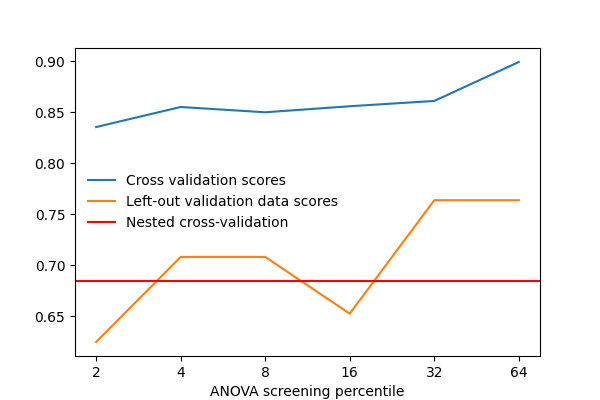 0.90
0.85
0.80
0.75
0.70
0.65
Cross validation scores
Left-out validation data scores
Nested cross-validation
2 4 8 16 32 64
ANOVA screening percentile